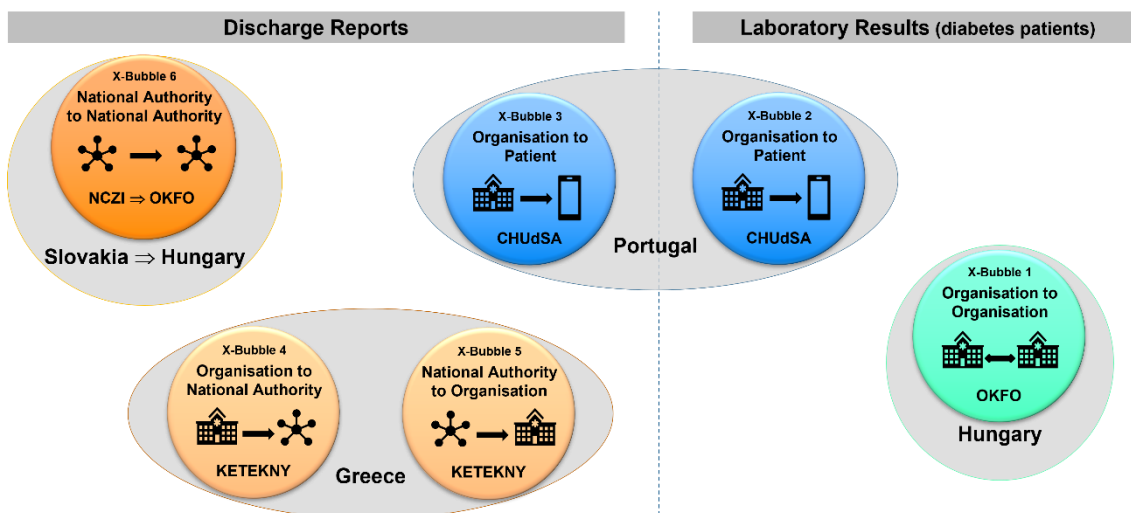 Discharge Reports
Laboratory Results (diabetes patients)
X-Bubble 6
National Authority
to National Authority
NCZI ⇒ OKFO
Slovakia ⇒ Hungary
X-Bubble 3
Organisation to
Patient
CHUdSA
X-Bubble 2
Organisation to
Patient
CHUdSA
Portugal
X-Bubble 1
Organisation to
Organisation
OKFO
Hungary
X-Bubble 4
Organisation to
National Authority
KETEKNY
X-Bubble 5
National Authority
to Organisation
KETEKNY
Greece